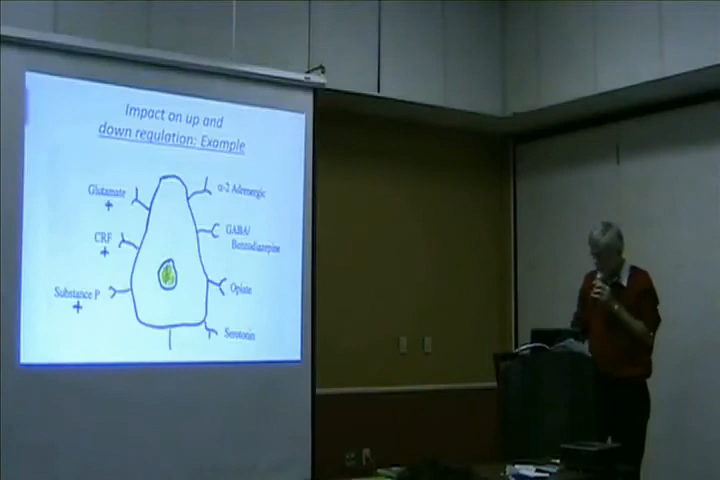 Impact on up and
down regulation: Example
Glutamate
+
α-2 Adrenergic
CRF
+
GABA/
Benzodiazepine
Substance P
+
Opiate
Serotonin